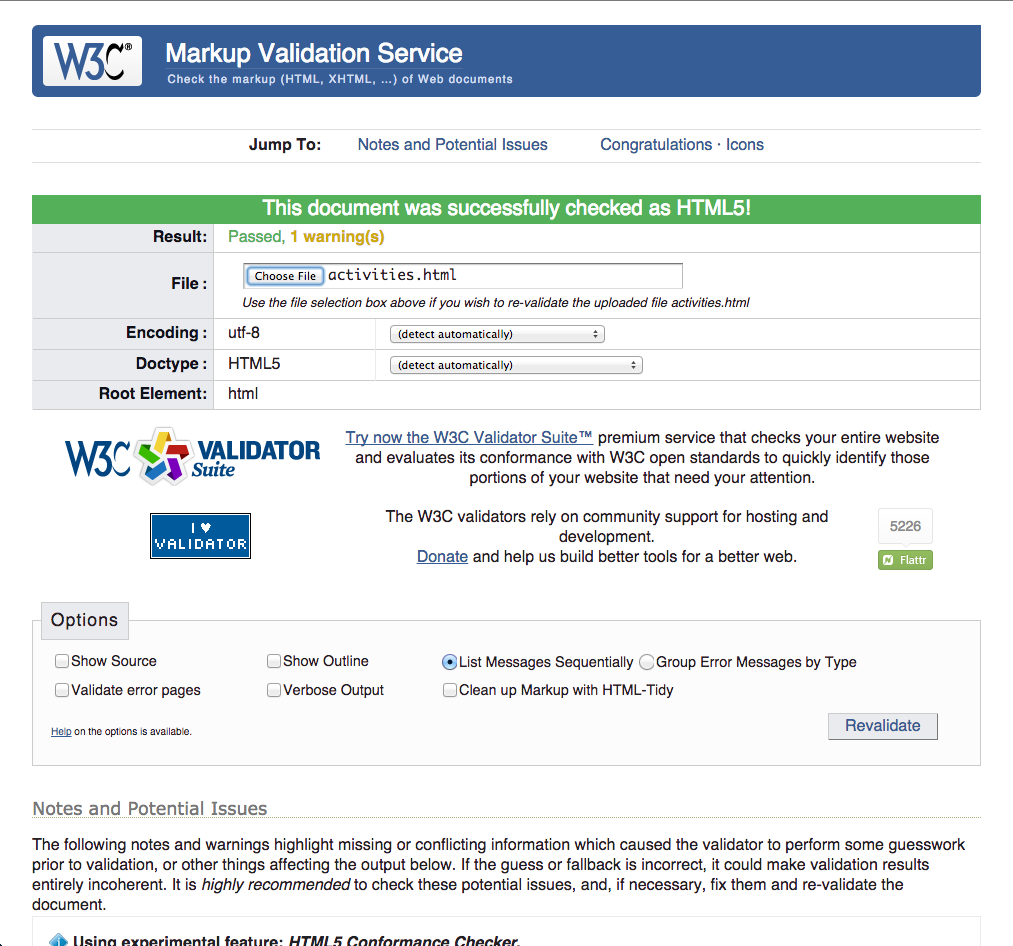 W3C®
Markup Validation Service
Check the markup (HTML, XHTML, …) of Web documents
Jump To: Notes and Potential Issues Congratulations · Icons
This document was successfully checked as HTML5!
Result: Passed, 1 warning(s)
File : Choose File activities.html
Use the file selection box above if you wish to re-validate the uploaded file activities.html
Encoding : utf-8 (detect automatically)
Doctype : HTML5 (detect automatically)
Root Element: html
W3C VALIDATOR Suite
Try now the W3C Validator Suite™ premium service that checks your entire website
and evaluates its conformance with W3C open standards to quickly identify those
portions of your website that need your attention.
I ♥
VALIDATOR
The W3C validators rely on community support for hosting and
development.
Donate and help us build better tools for a better web.
5226
Flattr
Options
Show Source Show Outline List Messages Sequentially Group Error Messages by Type
Validate error pages Verbose Output Clean up Markup with HTML-Tidy
Help on the options is available.
Revalidate
Notes and Potential Issues
The following notes and warnings highlight missing or conflicting information which caused the validator to perform some guesswork
prior to validation, or other things affecting the output below. If the guess or fallback is incorrect, it could make validation results
entirely incoherent. It is highly recommended to check these potential issues, and, if necessary, fix them and re-validate the
document.
Using experimental feature: HTML5 Conformance Checker.